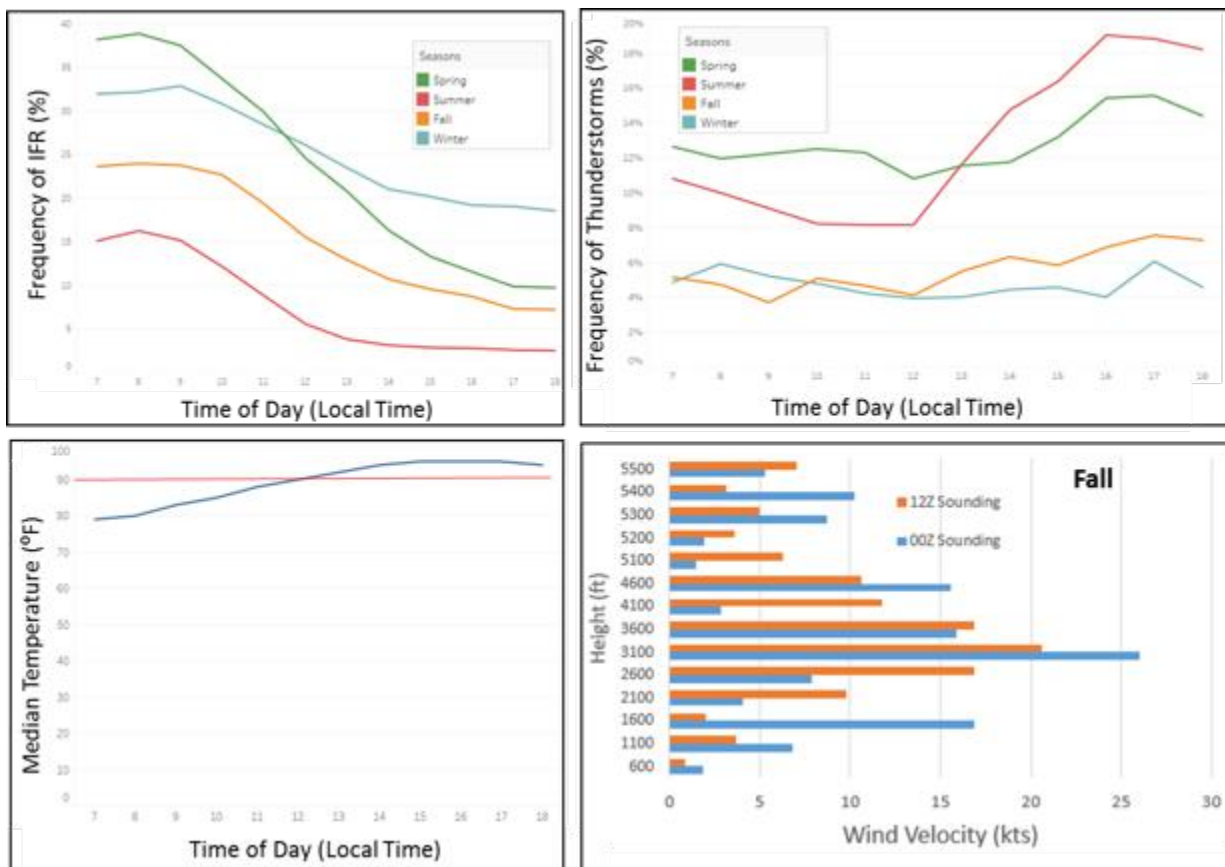 Frequency of IFR (%)
40
35
30
25
20
15
10
5
0
Seasons
Spring
Summer
Fall
Winter
7 8 9 10 11 12 13 14 15 16 17 18
Time of Day (Local Time)
Frequency of Thunderstorms (%)
20%
18%
16%
14%
12%
10%
8%
6%
4%
2%
0%
Seasons
Spring
Summer
Fall
Winter
7 8 9 10 11 12 13 14 15 16 17 18
Time of Day (Local Time)
Median Temperature (ºF)
100
90
80
70
60
50
40
30
20
10
0
7 8 9 10 11 12 13 14 15 16 17 18
Time of Day (Local Time)
Fall
12Z Sounding
00Z Sounding
Height (ft)
5500
5400
5300
5200
5100
4600
4100
3600
3100
2600
2100
1600
1100
600
0 5 10 15 20 25 30
Wind Velocity (kts)